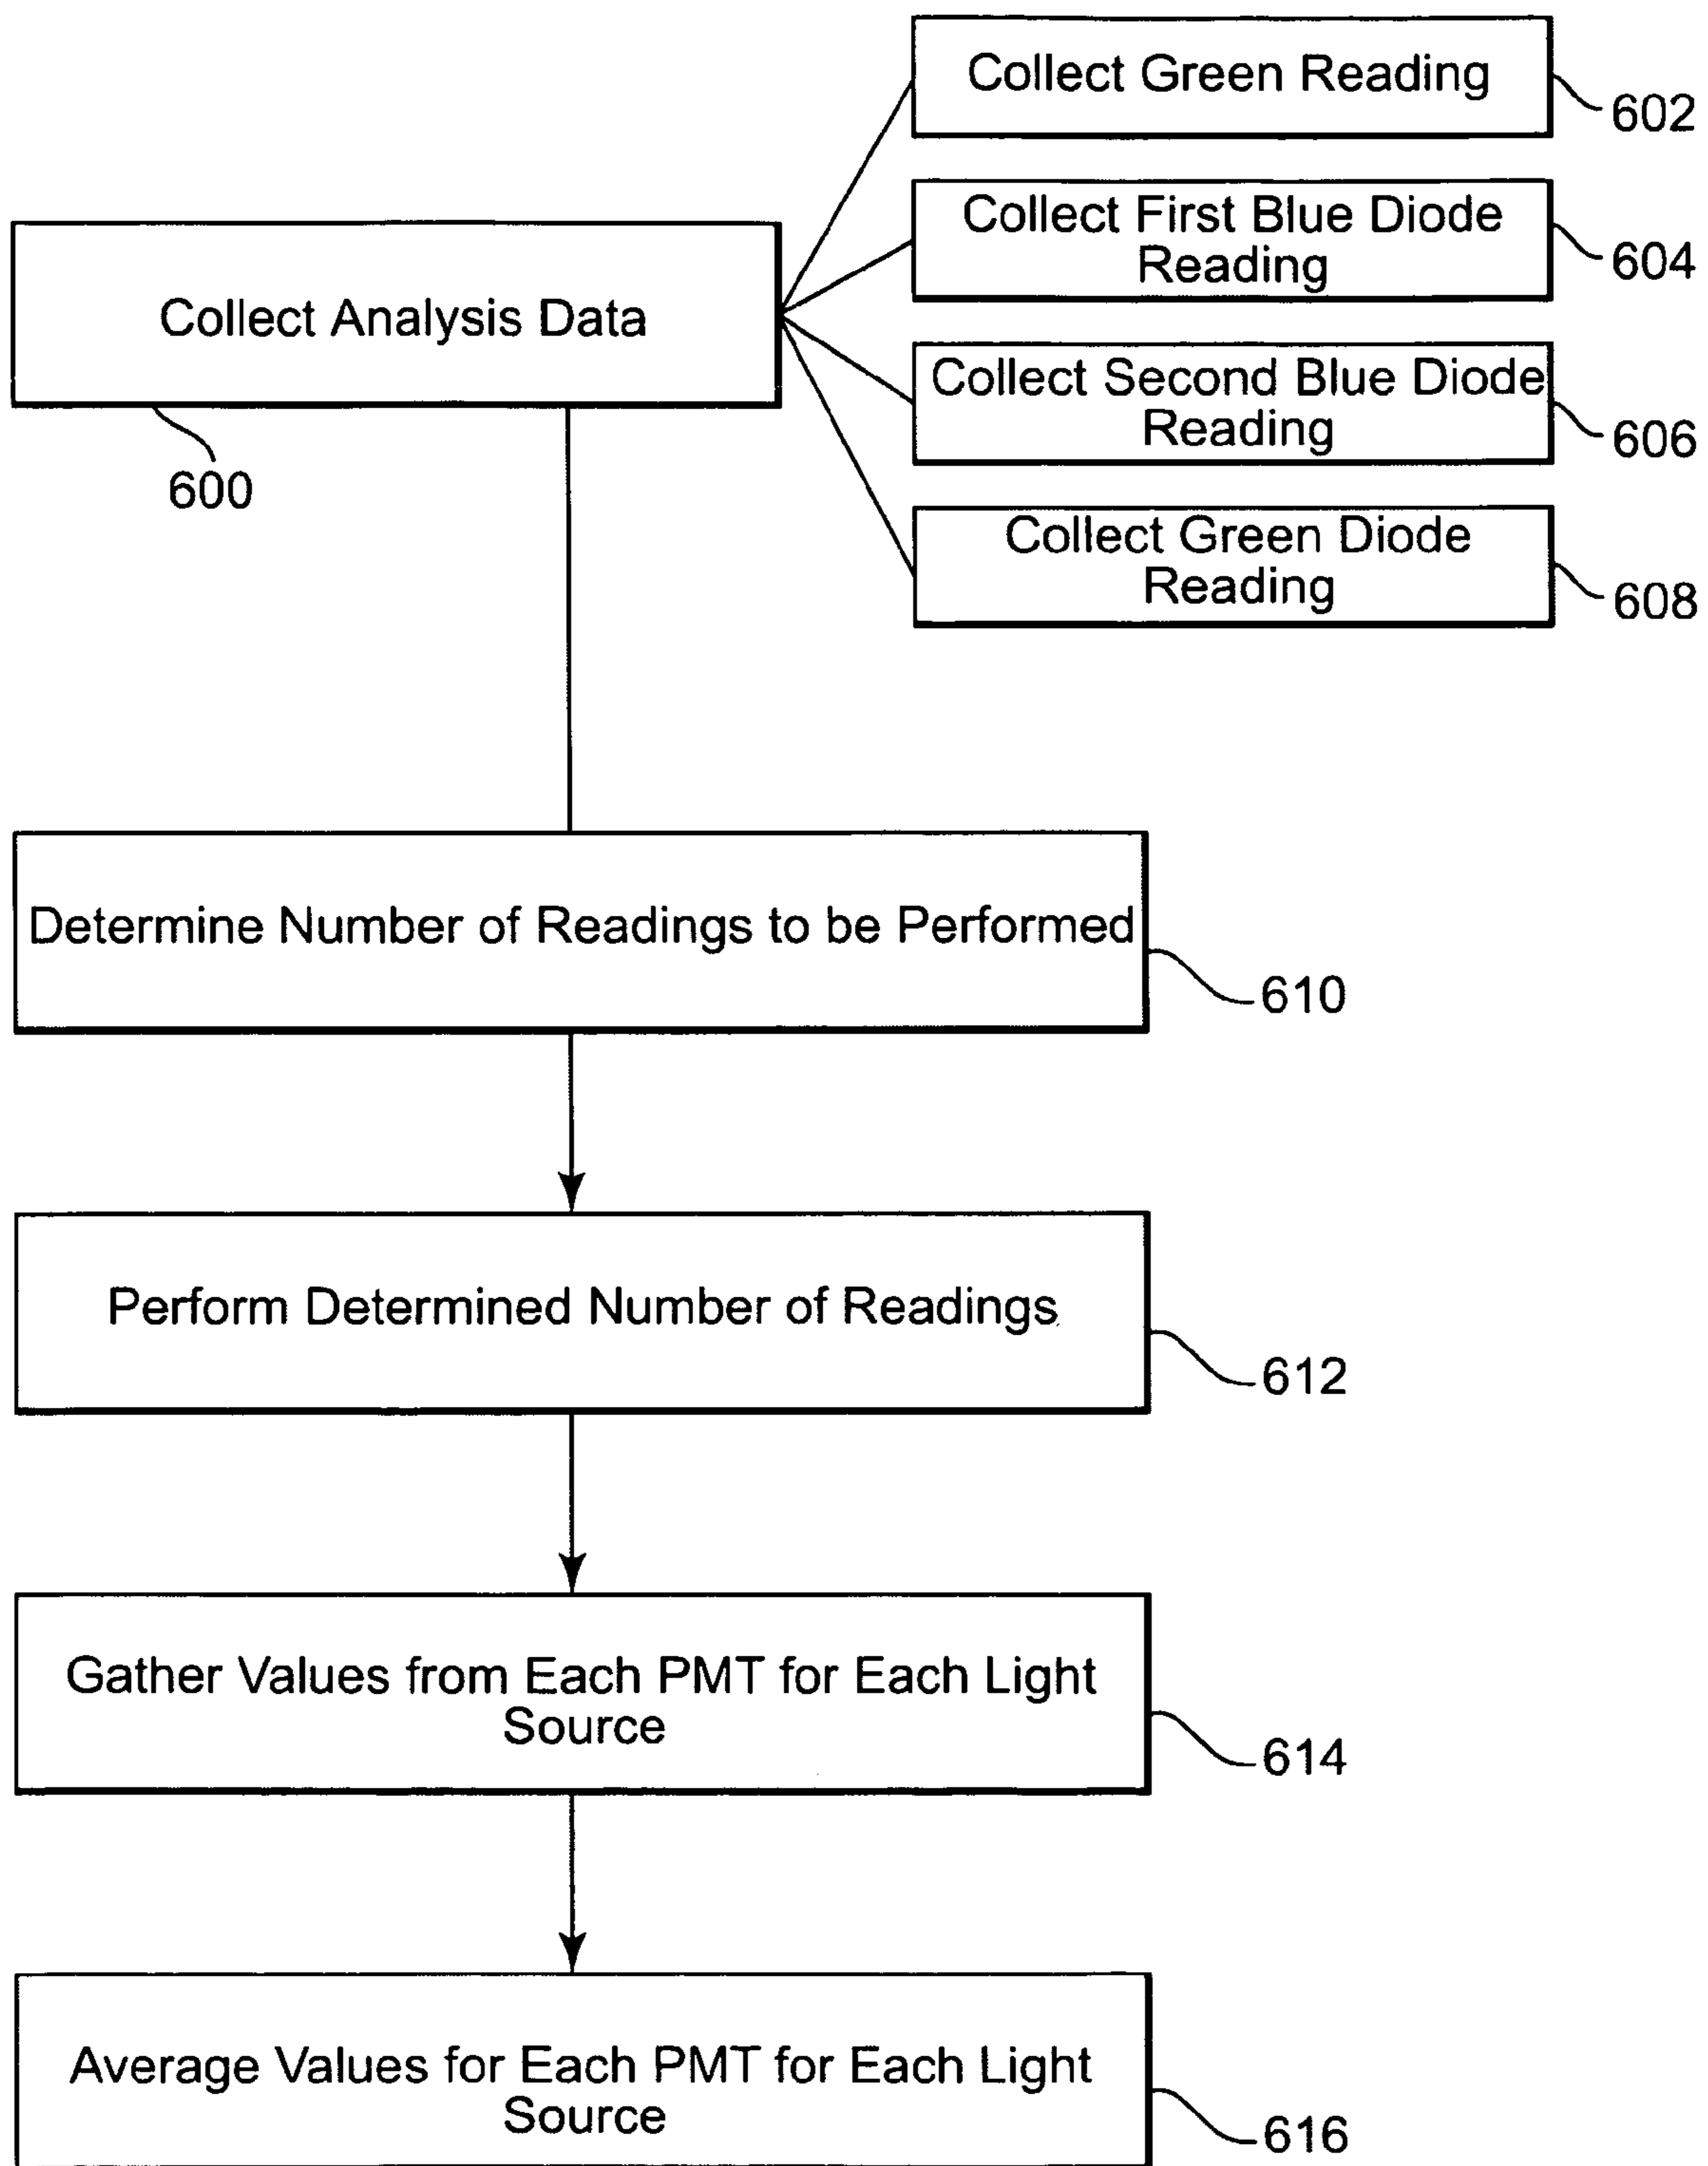 Collect Green Reading
602
Collect First Blue Diode
Reading
604
Collect Analysis Data
600
Collect Second Blue Diode
Reading
606
Collect Green Diode
Reading
608
Determine Number of Readings to be Performed
610
Perform Determined Number of Readings
612
Gather Values from Each PMT for Each Light
Source
614
Average Values for Each PMT for Each Light
Source
616